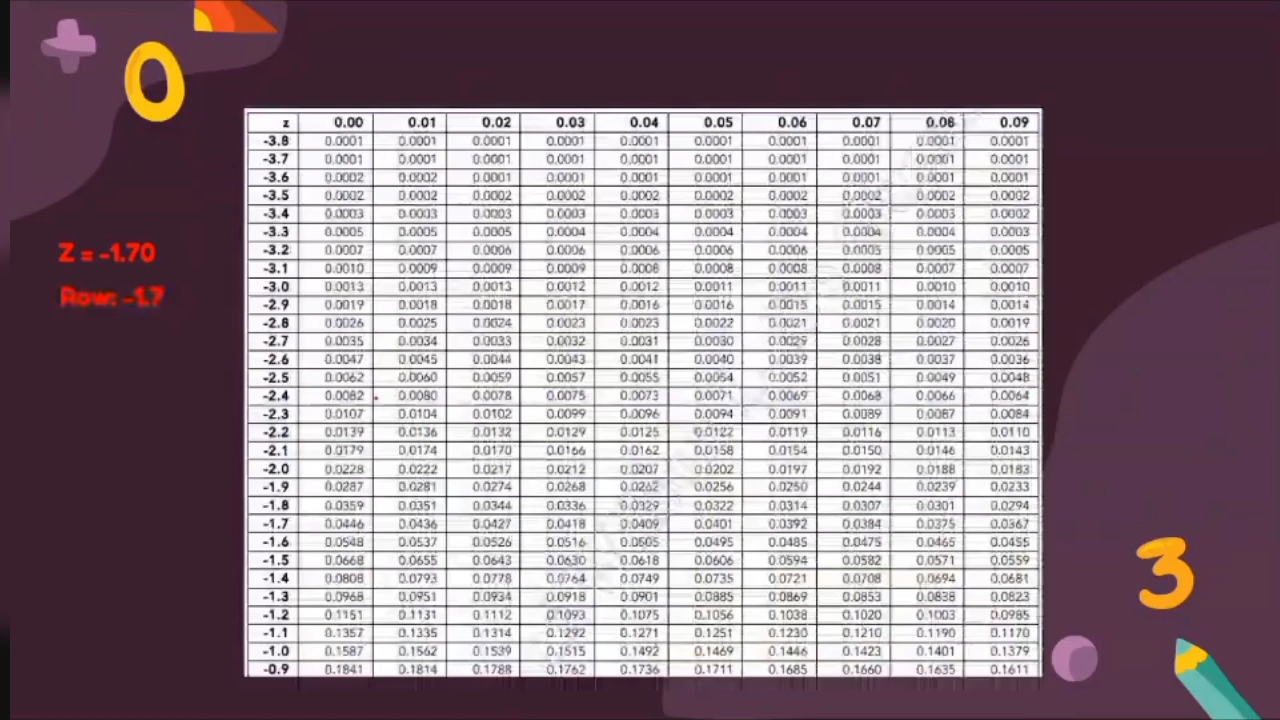 0
Z = -1.70
Row: -1.7
z 0.00 0.01 0.02 0.03 0.04 0.05 0.06 0.07 0.08 0.09
-3.8 0.0001 0.0001 0.0001 0.0001 0.0001 0.0001 0.0001 0.0001 0.0001 0.0001
-3.7 0.0001 0.0001 0.0001 0.0001 0.0001 0.0001 0.0001 0.0001 0.0001 0.0001
-3.6 0.0002 0.0002 0.0001 0.0001 0.0001 0.0001 0.0001 0.0001 0.0001 0.0001
-3.5 0.0002 0.0002 0.0002 0.0002 0.0002 0.0002 0.0002 0.0002 0.0002 0.0002
-3.4 0.0003 0.0003 0.0003 0.0003 0.0003 0.0003 0.0003 0.0003 0.0003 0.0002
-3.3 0.0005 0.0005 0.0005 0.0004 0.0004 0.0004 0.0004 0.0004 0.0004 0.0003
-3.2 0.0007 0.0007 0.0006 0.0006 0.0006 0.0006 0.0006 0.0005 0.0005 0.0005
-3.1 0.0010 0.0009 0.0009 0.0009 0.0008 0.0008 0.0008 0.0008 0.0007 0.0007
-3.0 0.0013 0.0013 0.0013 0.0012 0.0012 0.0011 0.0011 0.0011 0.0010 0.0010
-2.9 0.0019 0.0018 0.0018 0.0017 0.0016 0.0016 0.0015 0.0015 0.0014 0.0014
-2.8 0.0026 0.0025 0.0024 0.0023 0.0023 0.0022 0.0021 0.0021 0.0020 0.0019
-2.7 0.0035 0.0034 0.0033 0.0032 0.0031 0.0030 0.0029 0.0028 0.0027 0.0026
-2.6 0.0047 0.0045 0.0044 0.0043 0.0041 0.0040 0.0039 0.0038 0.0037 0.0036
-2.5 0.0062 0.0060 0.0059 0.0057 0.0055 0.0054 0.0052 0.0051 0.0049 0.0048
-2.4 0.0082 0.0080 0.0078 0.0075 0.0073 0.0071 0.0069 0.0068 0.0066 0.0064
-2.3 0.0107 0.0104 0.0102 0.0099 0.0096 0.0094 0.0091 0.0089 0.0087 0.0084
-2.2 0.0139 0.0136 0.0132 0.0129 0.0125 0.0122 0.0119 0.0116 0.0113 0.0110
-2.1 0.0179 0.0174 0.0170 0.0166 0.0162 0.0158 0.0154 0.0150 0.0146 0.0143
-2.0 0.0228 0.0222 0.0217 0.0212 0.0207 0.0202 0.0197 0.0192 0.0188 0.0183
-1.9 0.0287 0.0281 0.0274 0.0268 0.0262 0.0256 0.0250 0.0244 0.0239 0.0233
-1.8 0.0359 0.0351 0.0344 0.0336 0.0329 0.0322 0.0314 0.0307 0.0301 0.0294
-1.7 0.0446 0.0436 0.0427 0.0418 0.0409 0.0401 0.0392 0.0384 0.0375 0.0367
-1.6 0.0548 0.0537 0.0526 0.0516 0.0505 0.0495 0.0485 0.0475 0.0465 0.0455
-1.5 0.0668 0.0655 0.0643 0.0630 0.0618 0.0606 0.0594 0.0582 0.0571 0.0559
-1.4 0.0808 0.0793 0.0778 0.0764 0.0749 0.0735 0.0721 0.0708 0.0694 0.0681
-1.3 0.0968 0.0951 0.0934 0.0918 0.0901 0.0885 0.0869 0.0853 0.0838 0.0823
-1.2 0.1151 0.1131 0.1112 0.1093 0.1075 0.1056 0.1038 0.1020 0.1003 0.0985
-1.1 0.1357 0.1335 0.1314 0.1292 0.1271 0.1251 0.1230 0.1210 0.1190 0.1170
-1.0 0.1587 0.1562 0.1539 0.1515 0.1492 0.1469 0.1446 0.1423 0.1401 0.1379
-0.9 0.1841 0.1814 0.1788 0.1762 0.1736 0.1711 0.1685 0.1660 0.1635 0.1611
3